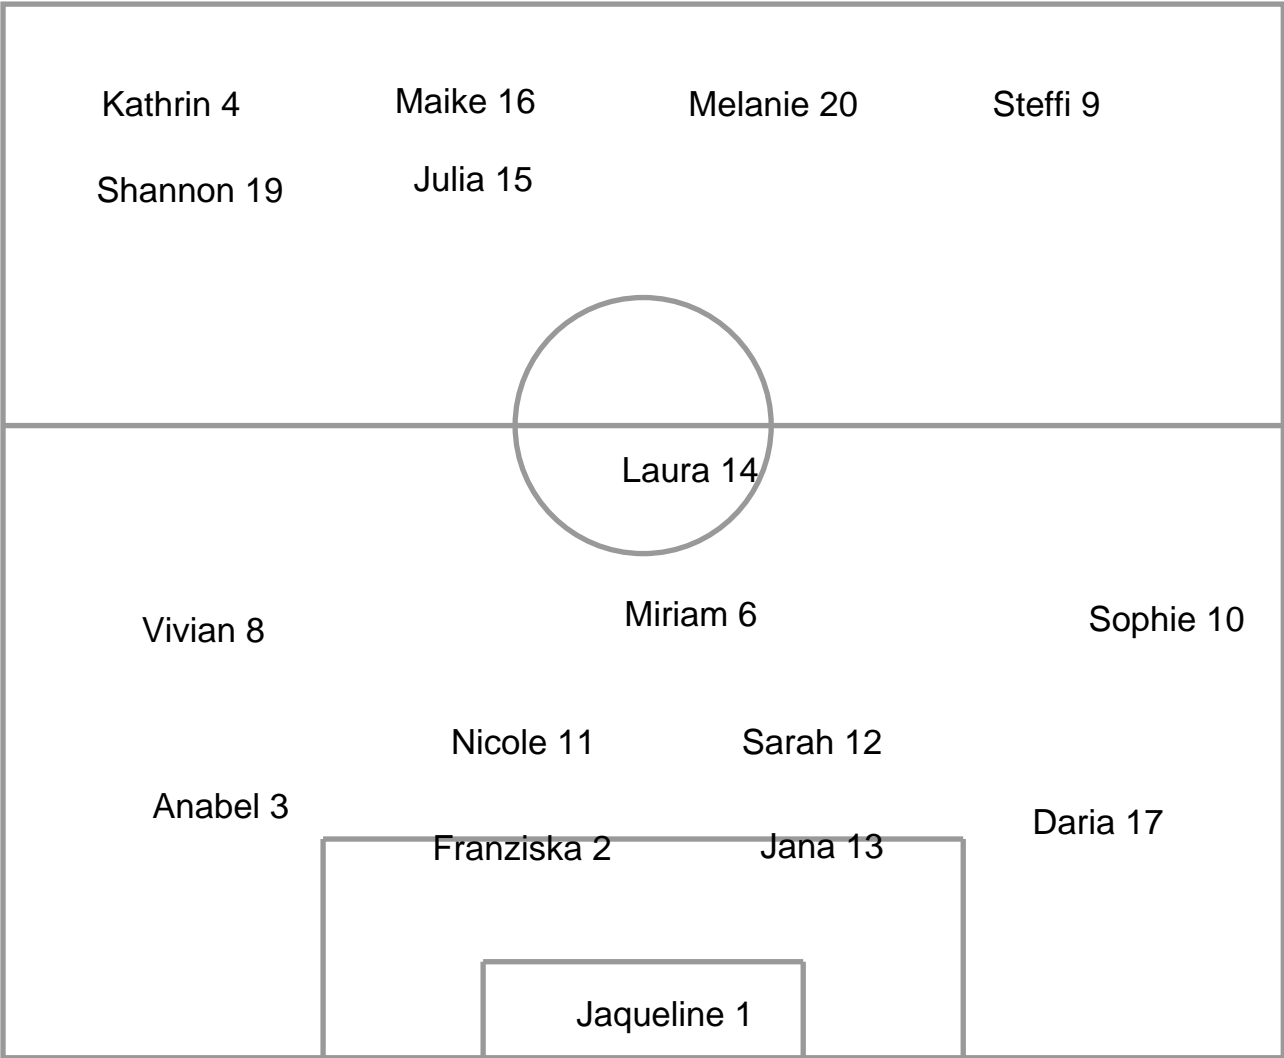 Kathrin 4
Maike 16
Melanie 20
Steffi 9
Shannon 19
Julia 15
Laura 14
Vivian 8
Miriam 6
Sophie 10
Nicole 11
Sarah 12
Anabel 3
Daria 17
Franziska 2
Jana 13
Jaqueline 1